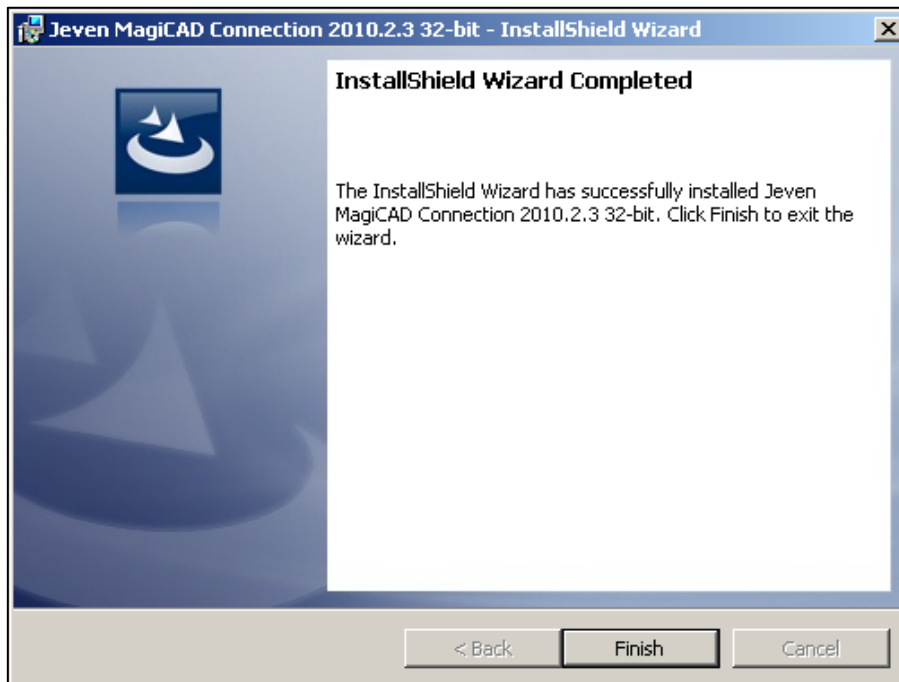 Jeven MagiCAD Connection 2010.2.3 32-bit - InstallShield Wizard
InstallShield Wizard Completed
The InstallShield Wizard has successfully installed Jeven
MagiCAD Connection 2010.2.3 32-bit. Click Finish to exit the
wizard.
< Back
Finish
Cancel